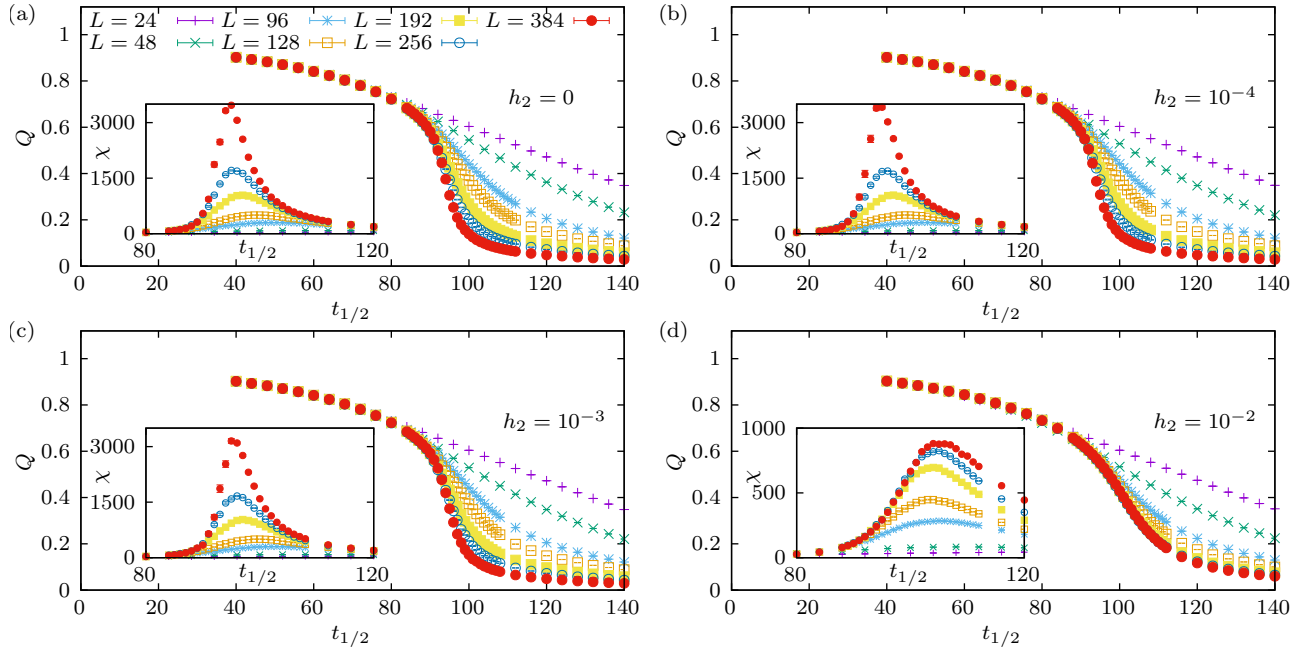 (a) L = 24 L = 96 L = 192 L = 384
L = 48 L = 128 L = 256
1
0.8
0.6
0.4
0.2
0
Q
h₂ = 0
3000
1500
0
χ
80 t₁/₂ 120
0 20 40 60 80 100 120 140
t₁/₂
(b)
1
0.8
0.6
0.4
0.2
0
Q
h₂ = 10⁻⁴
3000
1500
0
χ
80 t₁/₂ 120
0 20 40 60 80 100 120 140
t₁/₂
(c)
1
0.8
0.6
0.4
0.2
0
Q
h₂ = 10⁻³
3000
1500
0
χ
80 t₁/₂ 120
0 20 40 60 80 100 120 140
t₁/₂
(d)
1
0.8
0.6
0.4
0.2
0
Q
h₂ = 10⁻²
1000
500
0
χ
80 t₁/₂ 120
0 20 40 60 80 100 120 140
t₁/₂